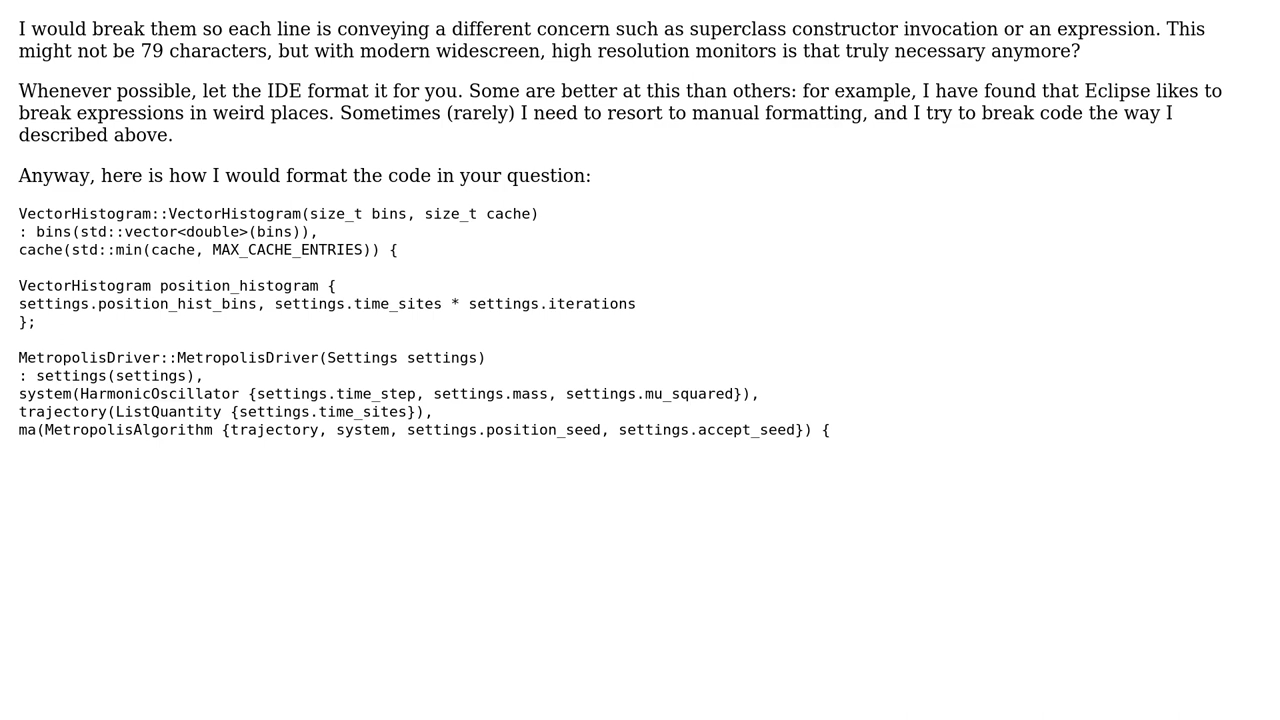 I would break them so each line is conveying a different concern such as superclass constructor invocation or an expression. This
might not be 79 characters, but with modern widescreen, high resolution monitors is that truly necessary anymore?
Whenever possible, let the IDE format it for you. Some are better at this than others: for example, I have found that Eclipse likes to
break expressions in weird places. Sometimes (rarely) I need to resort to manual formatting, and I try to break code the way I
described above.
Anyway, here is how I would format the code in your question:
VectorHistogram::VectorHistogram(size_t bins, size_t cache)
: bins(std::vector<double>(bins)),
cache(std::min(cache, MAX_CACHE_ENTRIES)) {
VectorHistogram position_histogram {
settings.position_hist_bins, settings.time_sites * settings.iterations
};
MetropolisDriver::MetropolisDriver(Settings settings)
: settings(settings),
system(HarmonicOscillator {settings.time_step, settings.mass, settings.mu_squared}),
trajectory(ListQuantity {settings.time_sites}),
ma(MetropolisAlgorithm {trajectory, system, settings.position_seed, settings.accept_seed}) {